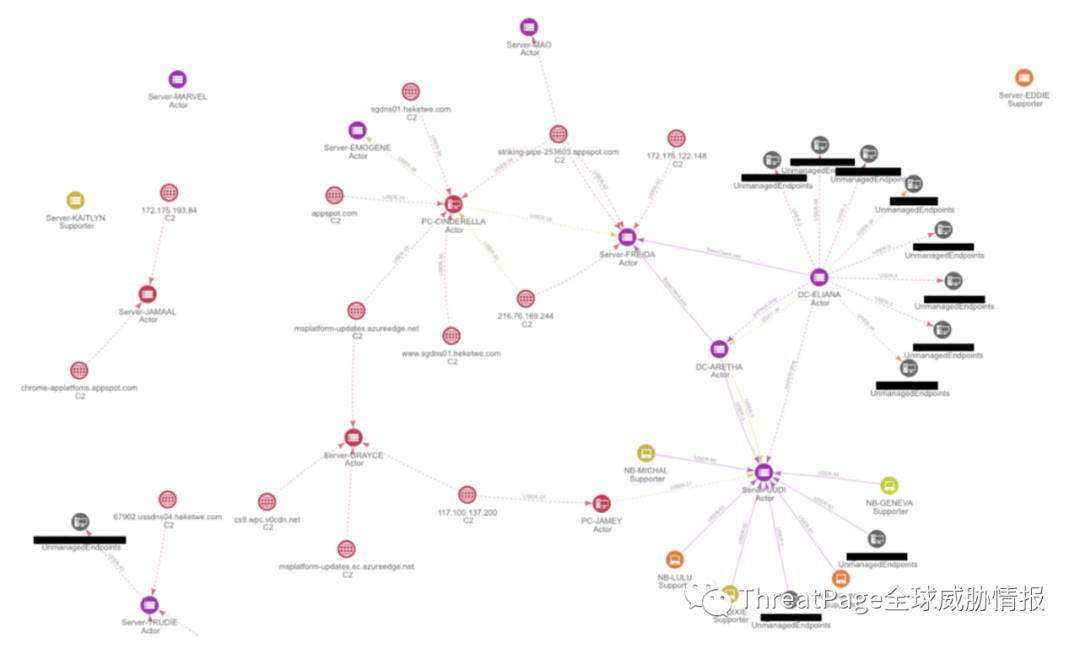 Server-MAO
Actor
Server-MARVEL
Actor
Server-EDDIE
Supporter
sgdns01.heketwe.com
C2
Server-EMOGENE
Actor
striking-pipe-253603.appspot.com
C2
172.175.122.148
C2
UnmanagedEndpoints
UnmanagedEndpoints
UnmanagedEndpoints
UnmanagedEndpoints
Server-KAITLYN
Supporter
172.175.193.84
C2
appspot.com
C2
PC-CINDERELLA
Actor
Server-FREIDA
Actor
UnmanagedEndpoints
DC-ELIANA
Actor
UnmanagedEndpoints
Server-JAMAAL
Actor
216.76.169.244
C2
msplatform-updates.azureedge.net
C2
www.sgdns01.heketwe.com
C2
UnmanagedEndpoints
DC-ARETHA
Actor
chrome-applatfoms.appspot.com
C2
UnmanagedEndpoints
Server-GRAYCE
Actor
NB-MICHAL
Supporter
Server-JUDI
Actor
NB-GENEVA
Supporter
67902.ussdns04.heketwe.com
C2
cs9.wpc.v0cdn.net
C2
117.100.137.200
C2
USER-37
PC-JAMEY
Actor
UnmanagedEndpoints
msplatform-updates.ec.azureedge.net
C2
UnmanagedEndpoints
NB-LULU
Supporter
DIXIE
Supporter
UnmanagedEndpoints
Server-TRUDIE
Actor
ThreatPage全球威胁情报